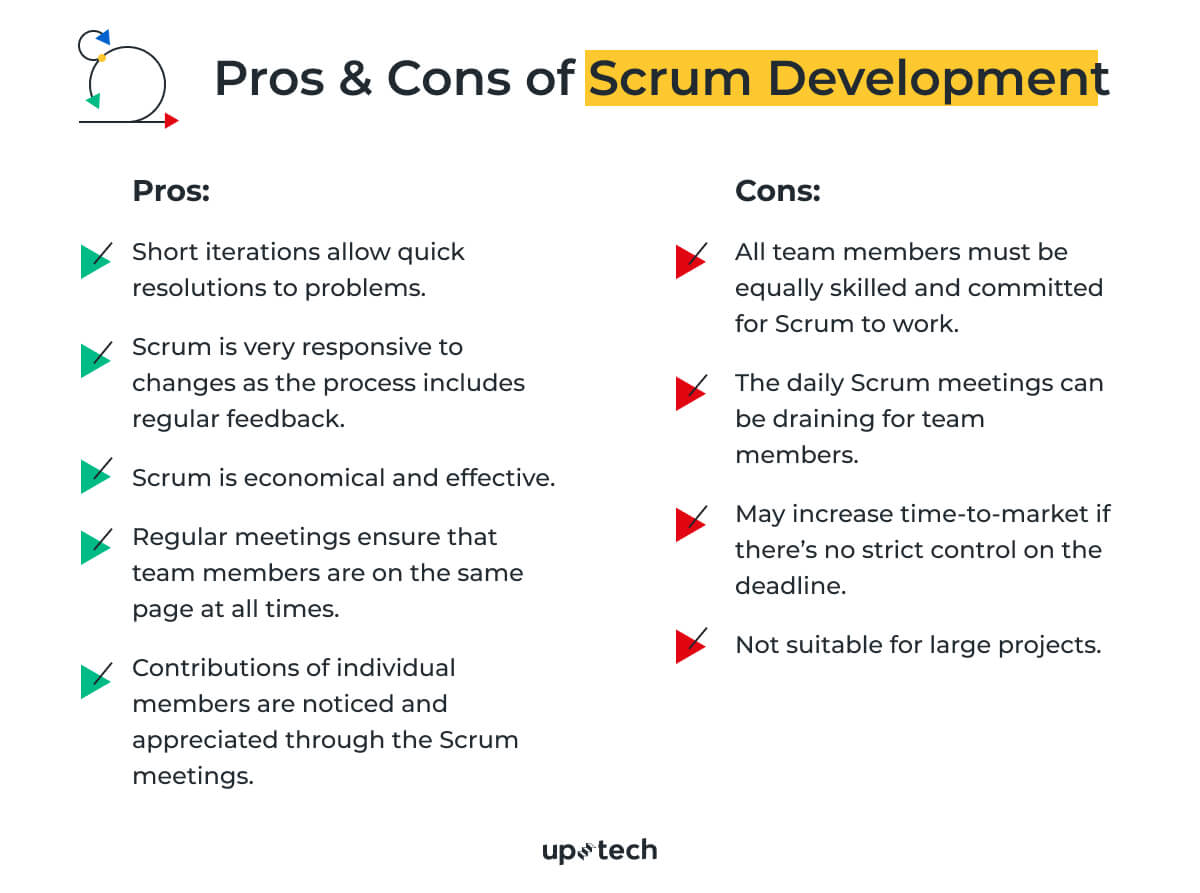 Pros & Cons of Scrum Development
Pros:
Short iterations allow quick
resolutions to problems.
Scrum is very responsive to
changes as the process includes
regular feedback.
Scrum is economical and effective.
Regular meetings ensure that
team members are on the same
page at all times.
Contributions of individual
members are noticed and
appreciated through the Scrum
meetings.
Cons:
All team members must be
equally skilled and committed
for Scrum to work.
The daily Scrum meetings can
be draining for team
members.
May increase time-to-market if
there’s no strict control on the
deadline.
Not suitable for large projects.
uptech